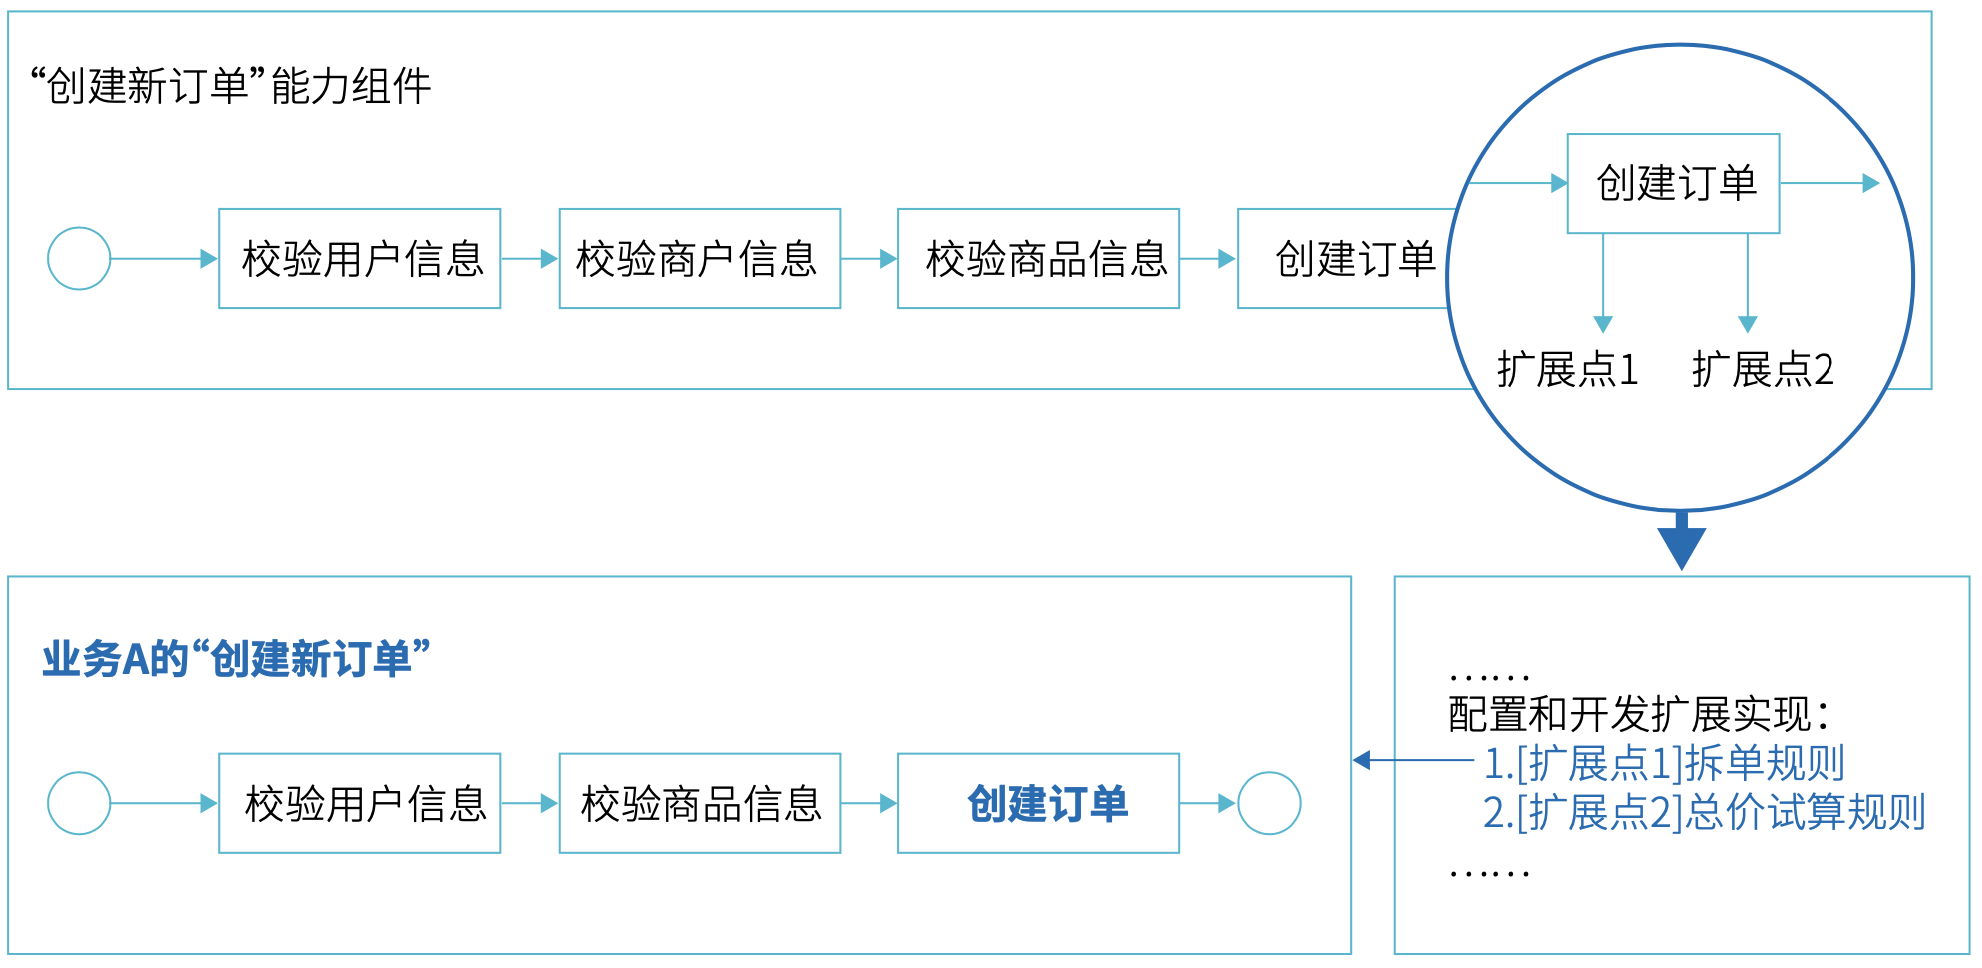 “创建新订单”能力组件
校验用户信息
校验商户信息
校验商品信息
创建订单
创建订单
扩展点1
扩展点2
业务A的“创建新订单”
校验用户信息
校验商品信息
创建订单
……
配置和开发扩展实现：
1.[扩展点1]拆单规则
2.[扩展点2]总价试算规则
……